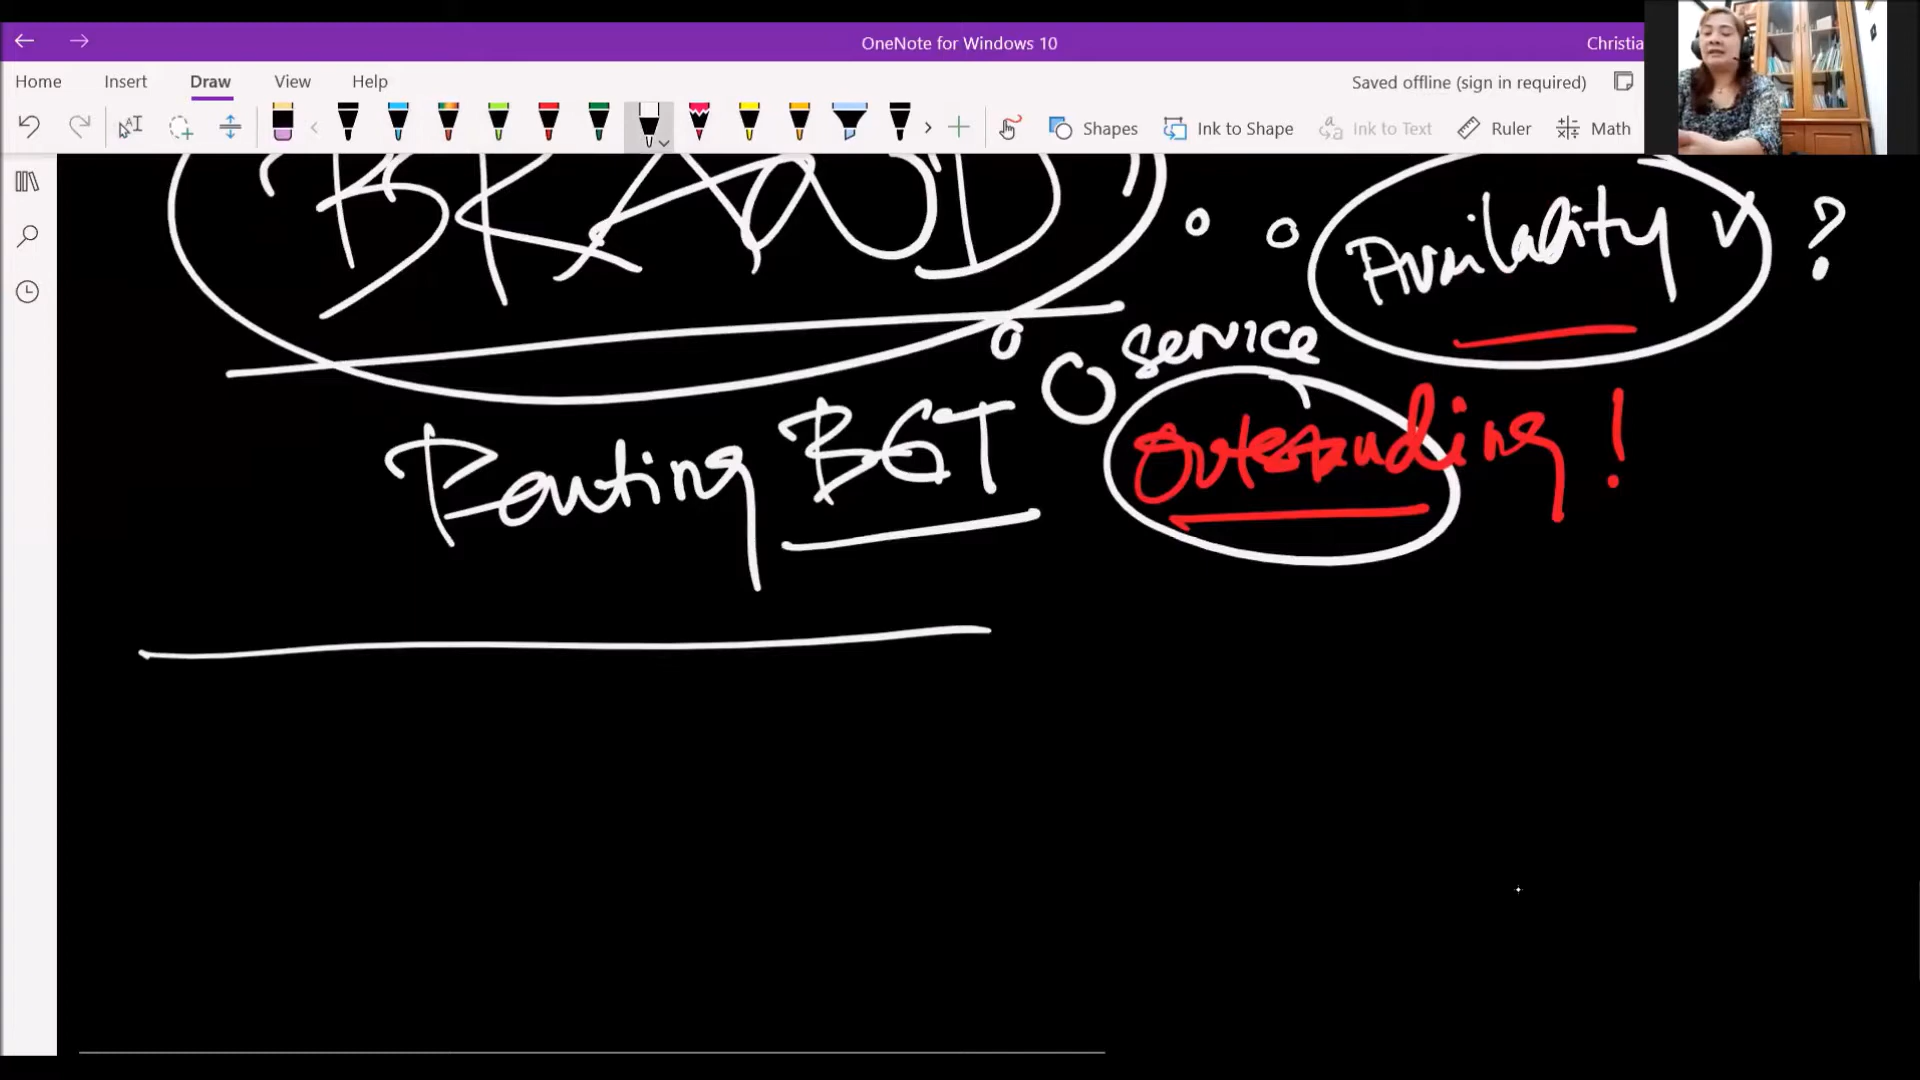 OneNote for Windows 10
Christia
Home Insert Draw View Help
Saved offline (sign in required)
Shapes Ink to Shape Ink to Text Ruler Math
BRAND
Availability ?
service
Routing BGT Outstanding !